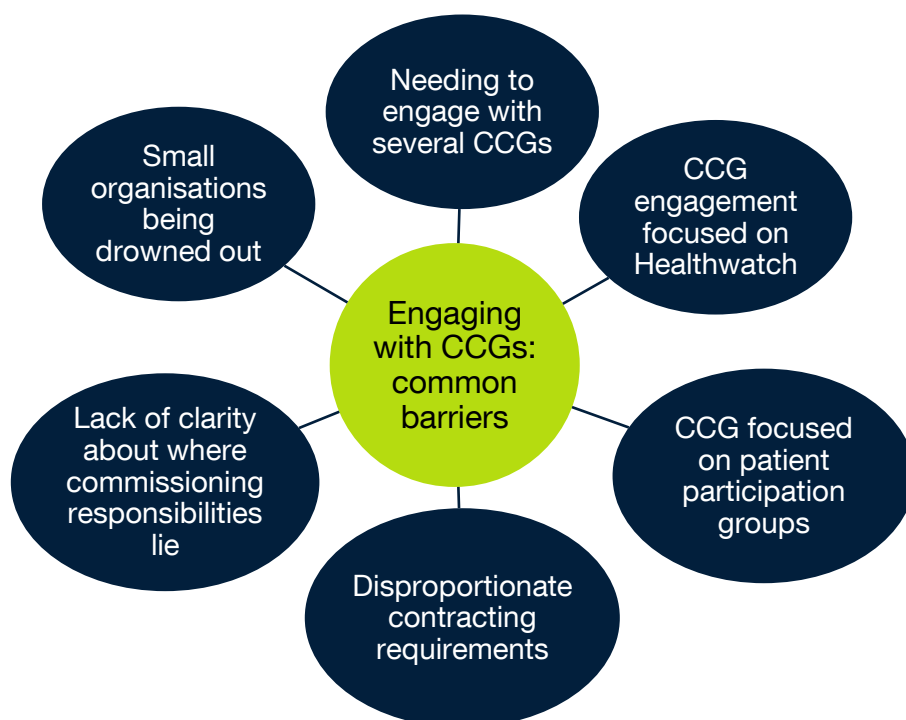 Needing to
engage with
several CCGs
Small
organisations
being
drowned out
CCG
engagement
focused on
Healthwatch
Engaging
with CCGs:
common
barriers
Lack of clarity
about where
commissioning
responsibilities
lie
CCG focused
on patient
participation
groups
Disproportionate
contracting
requirements